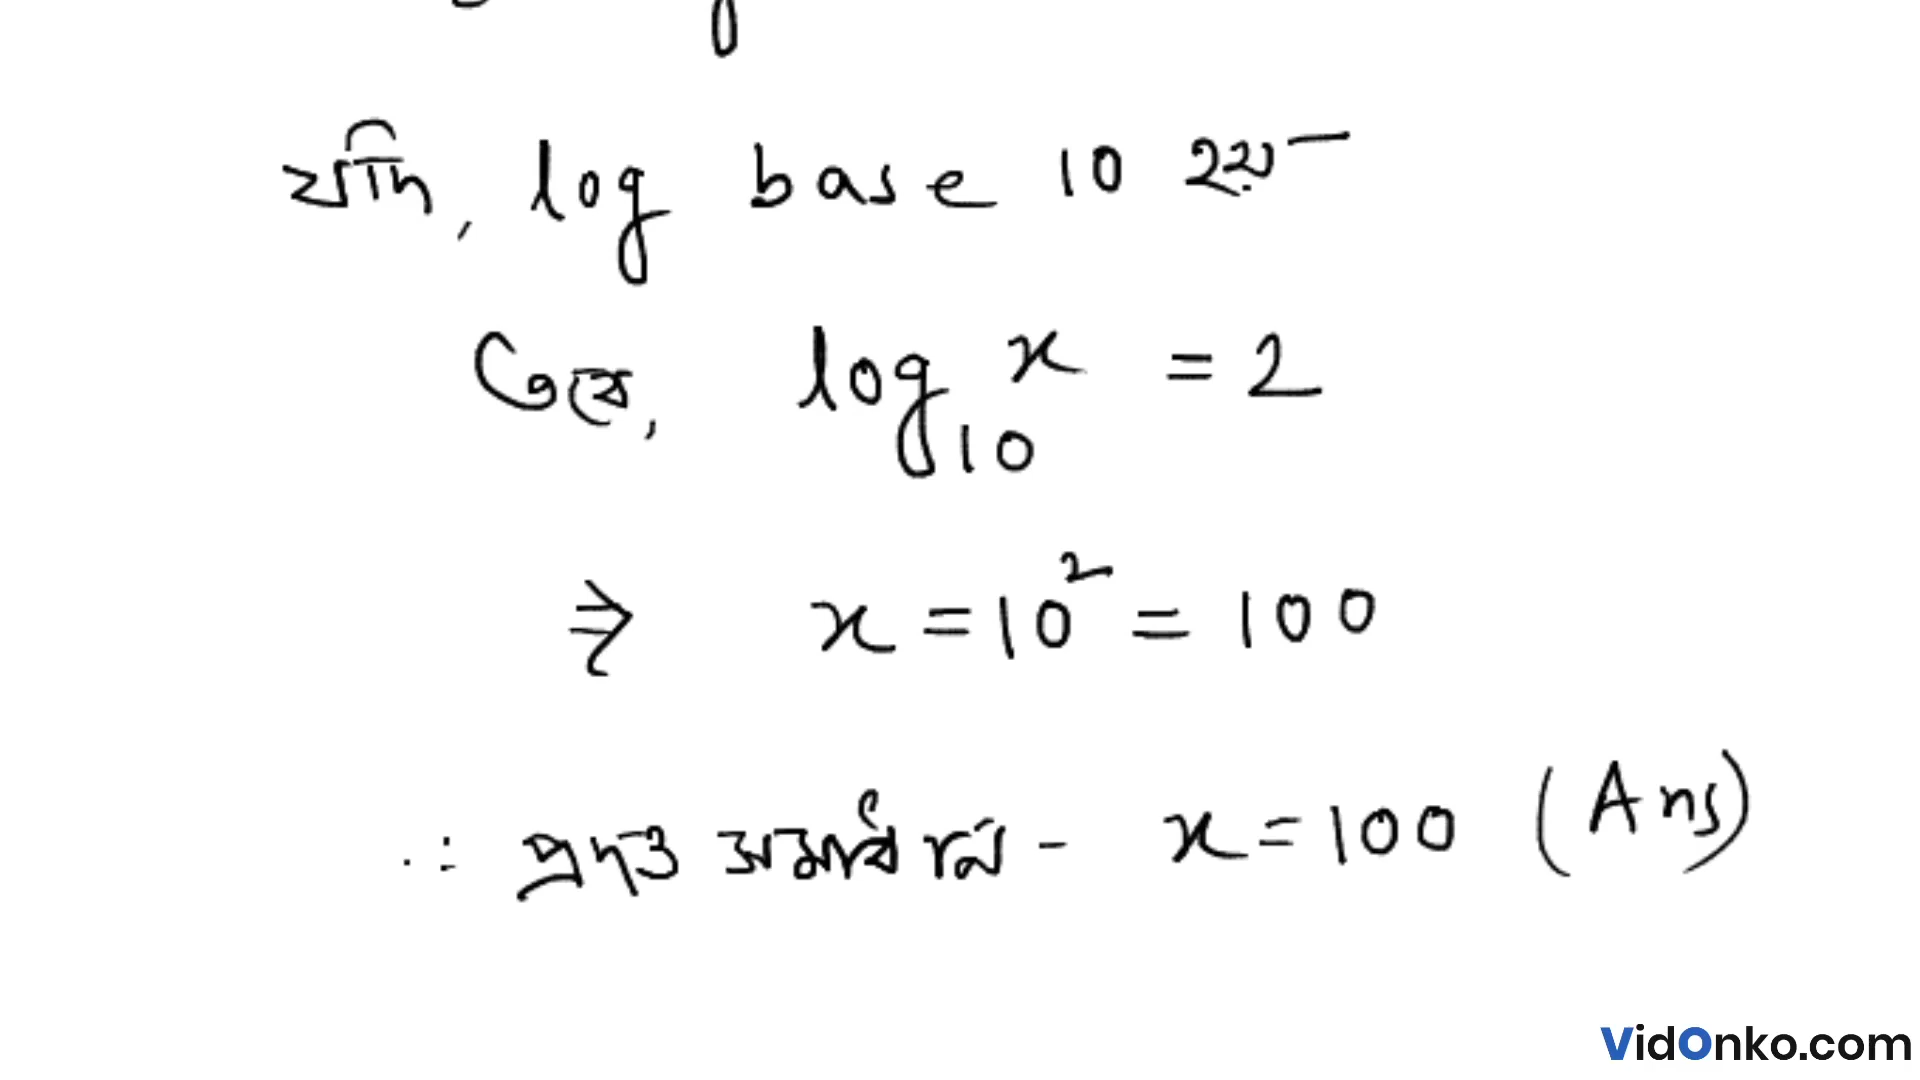 যদি, log base 10 হয় —
তবে, log₁₀ x = 2
⇒ x = 10² = 100
∴ প্রদত্ত সমাধান - x = 100 (Ans)
VidOnko.com